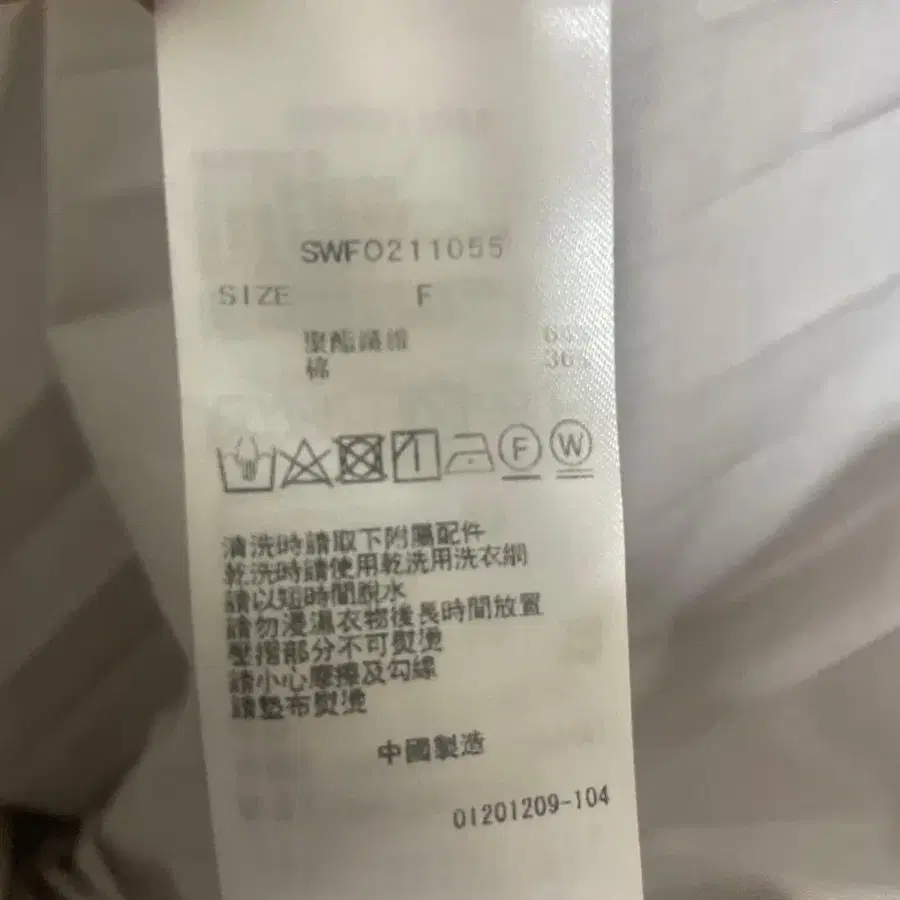 SWFO211055
SIZE F
聚酯纖維
棉 36%
F W
清洗時請取下附屬配件
乾洗時請使用乾洗用洗衣網
請以短時間脫水
請勿浸濕衣物後長時間放置
壓摺部分不可熨燙
請小心摩擦及勾線
請墊布熨燙
中國製造
01201209-104